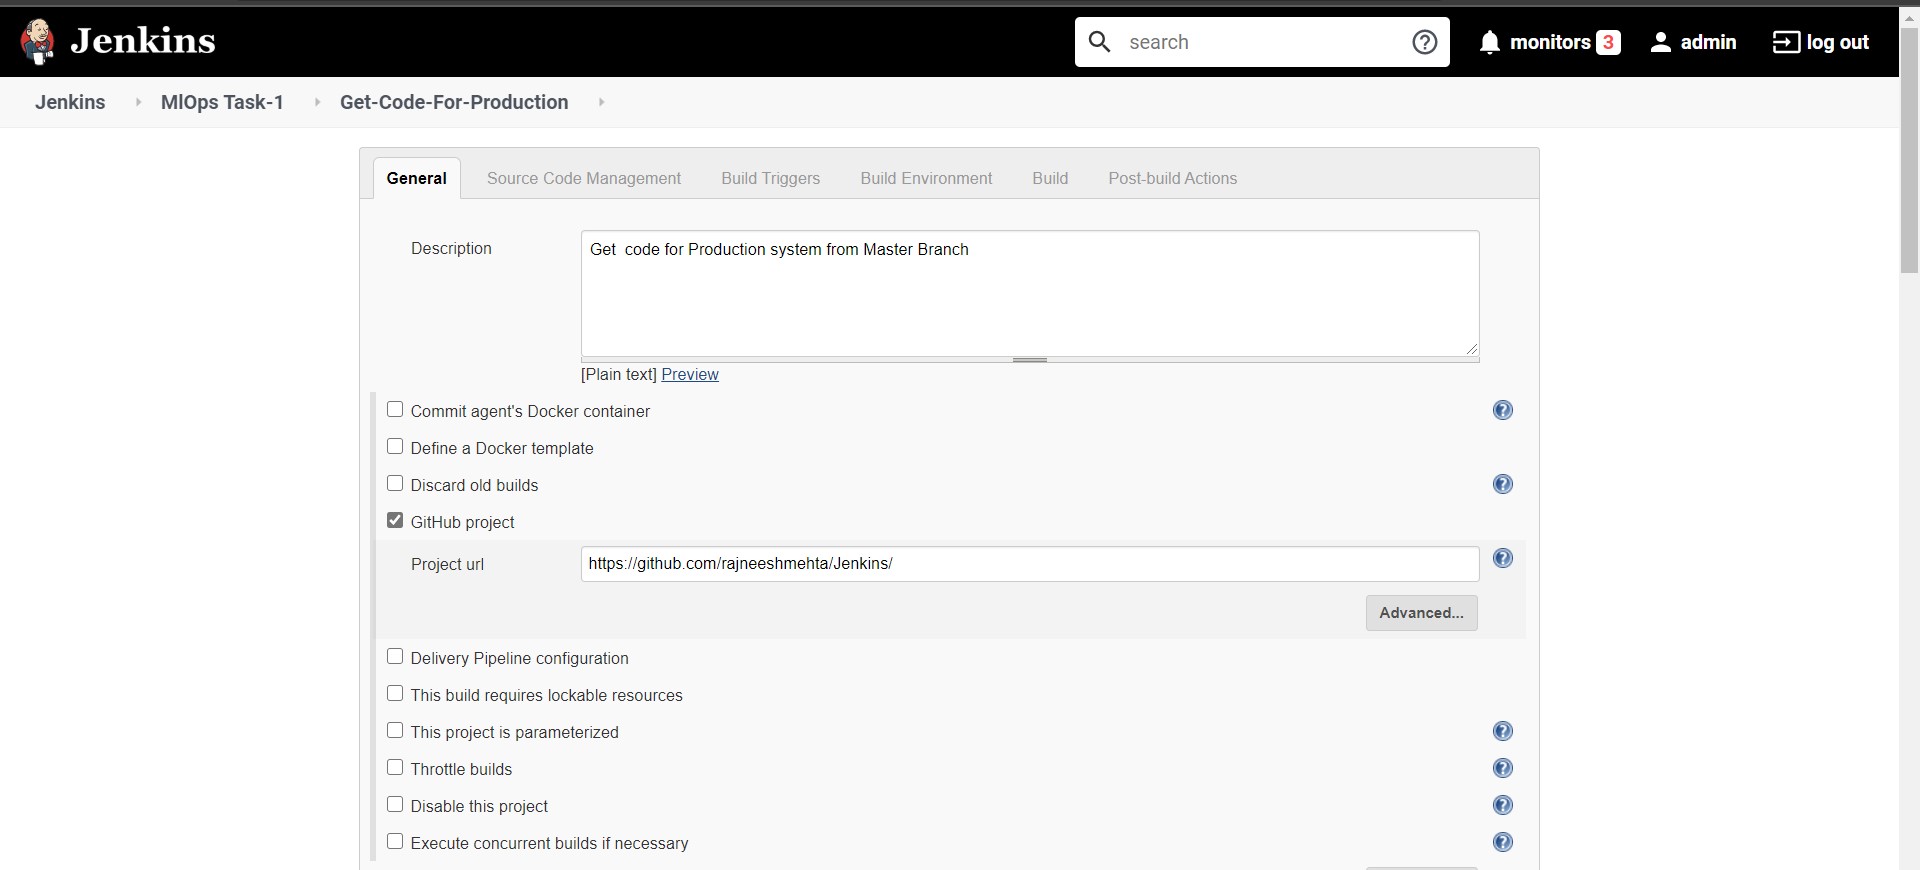 Jenkins
search
monitors 3
admin
log out
Jenkins MlOps Task-1 Get-Code-For-Production
General Source Code Management Build Triggers Build Environment Build Post-build Actions
Description
Get  code for Production system from Master Branch
[Plain text] Preview
Commit agent's Docker container
Define a Docker template
Discard old builds
GitHub project
Project url
https://github.com/rajneeshmehta/Jenkins/
Advanced...
Delivery Pipeline configuration
This build requires lockable resources
This project is parameterized
Throttle builds
Disable this project
Execute concurrent builds if necessary